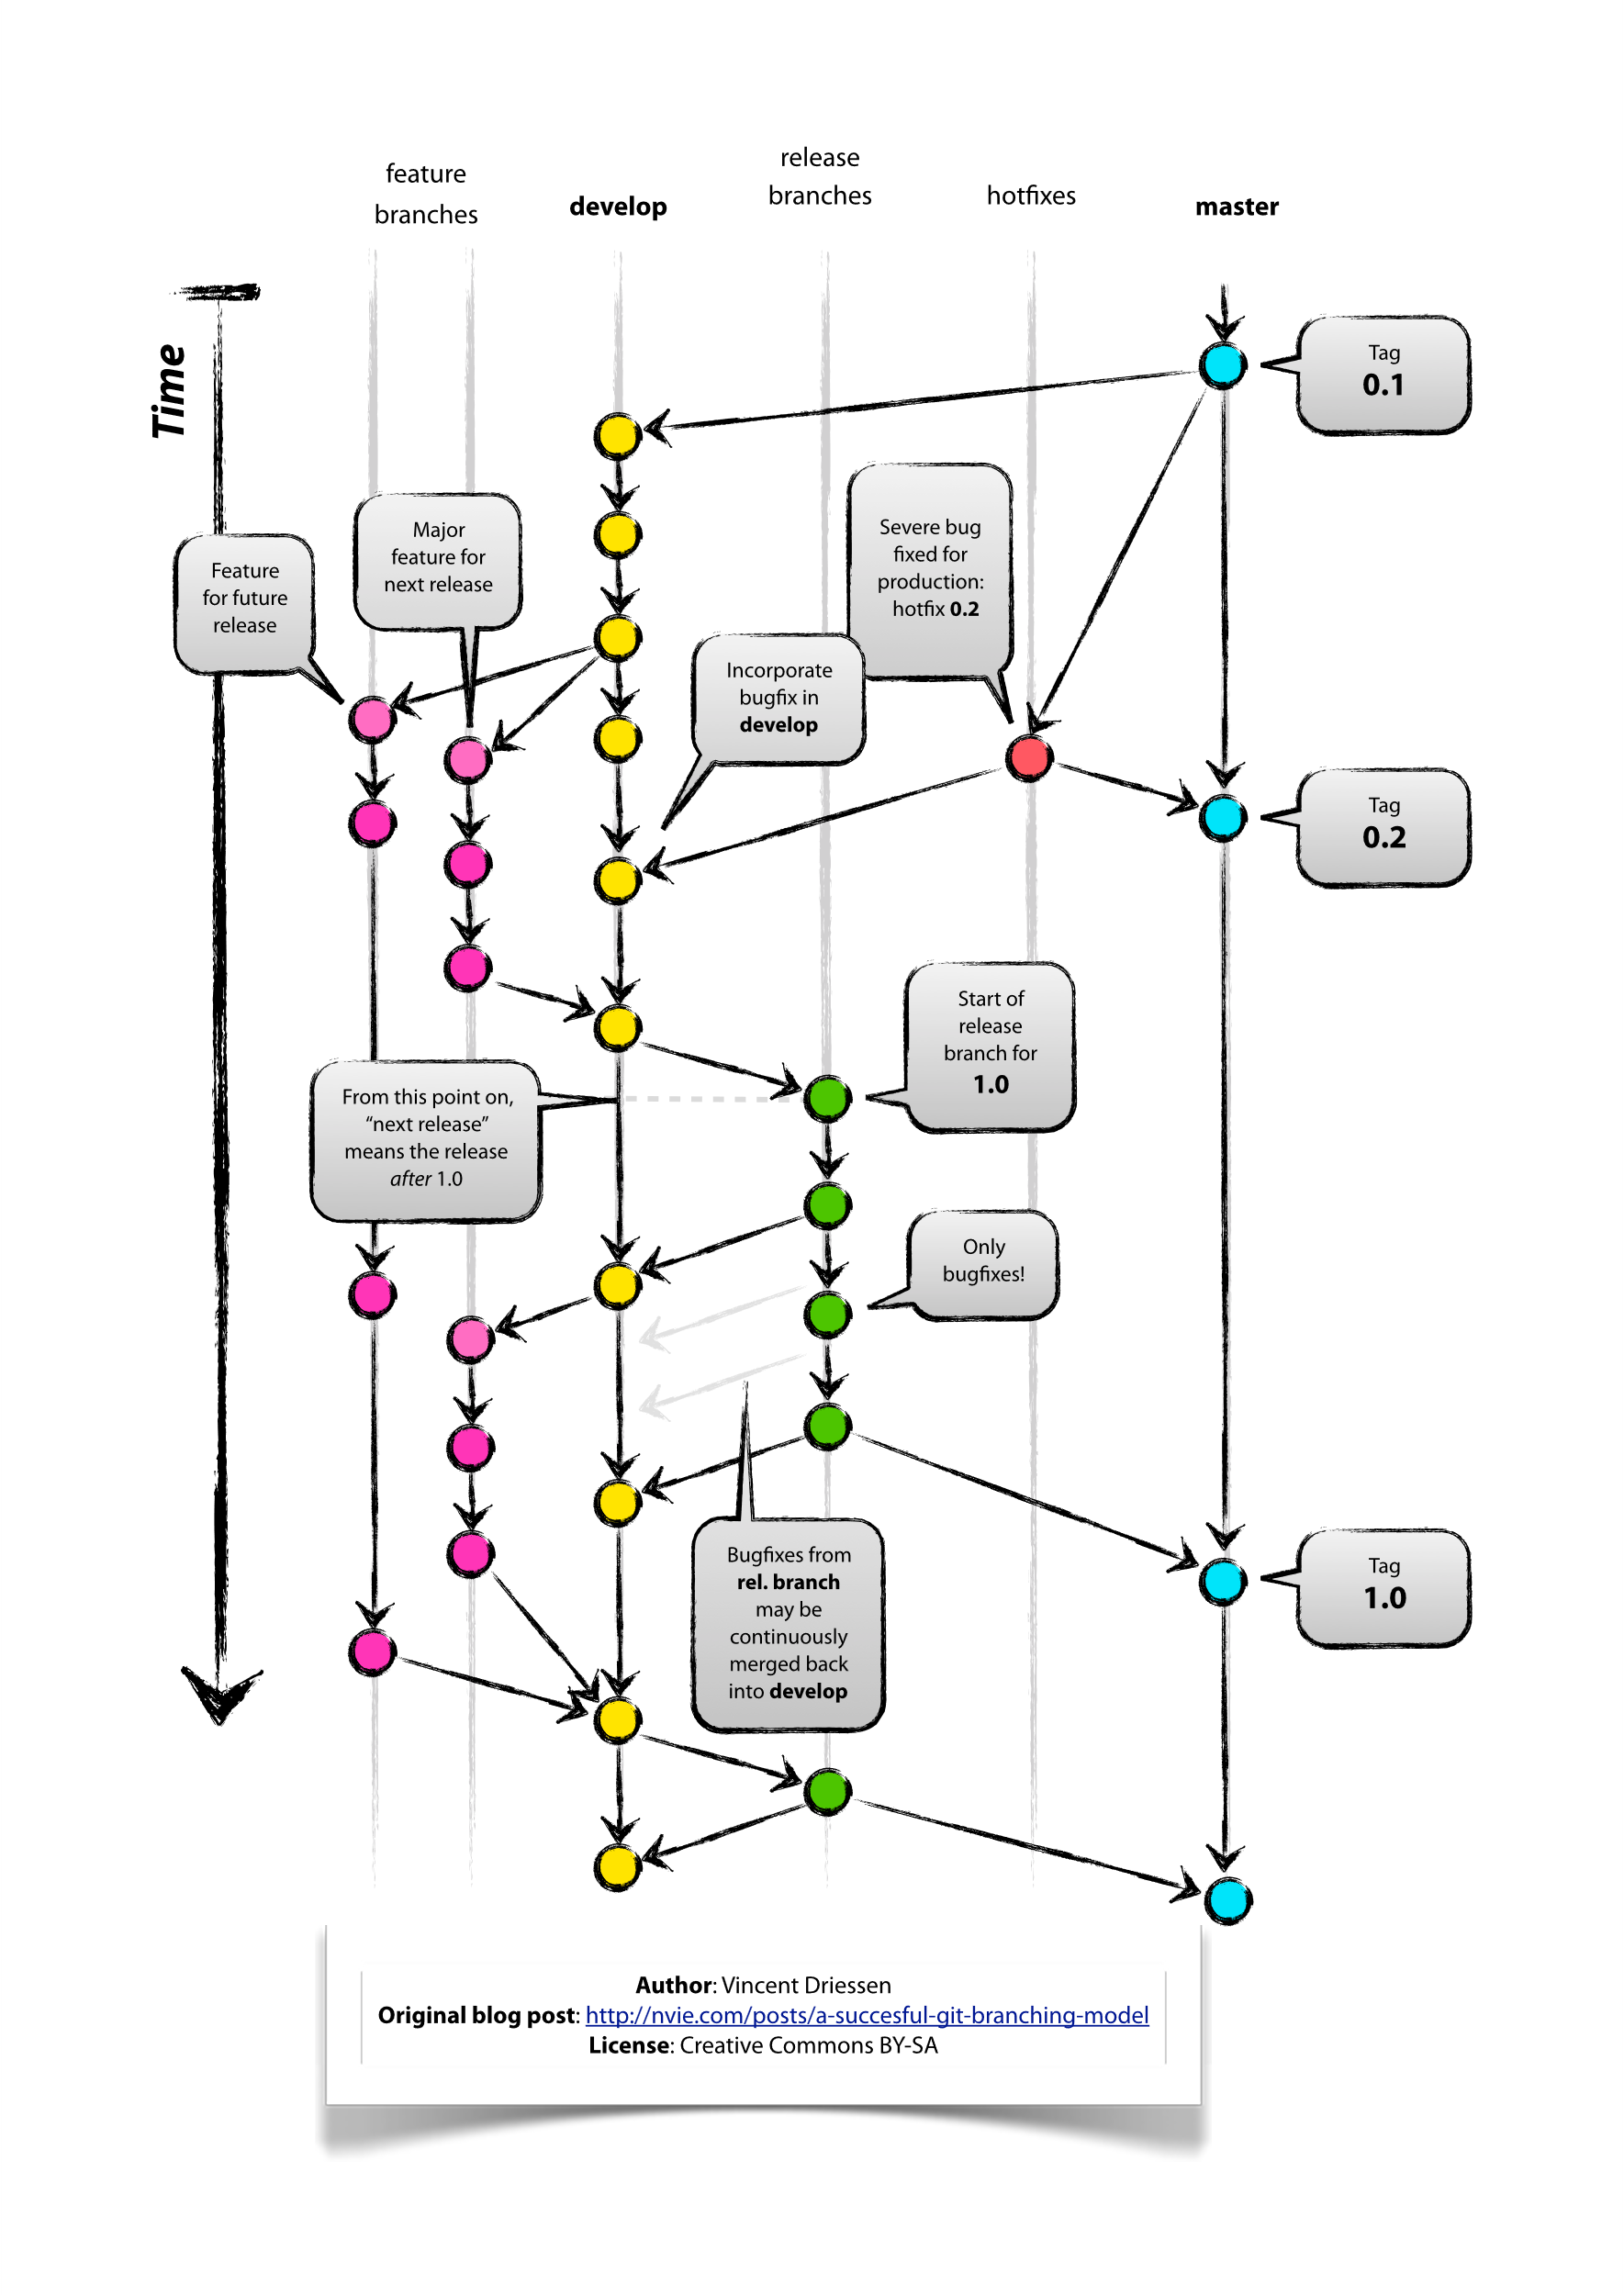 feature
branches
develop
release
branches
hotfixes
master
Time
Tag
0.1
Feature
for future
release
Major
feature for
next release
Severe bug
fixed for
production:
hotfix 0.2
Incorporate
bugfix in
develop
Tag
0.2
Start of
release
branch for
1.0
From this point on,
“next release”
means the release
after 1.0
Only
bugfixes!
Bugfixes from
rel. branch
may be
continuously
merged back
into develop
Tag
1.0
Author: Vincent Driessen
Original blog post: http://nvie.com/posts/a-succesful-git-branching-model
License: Creative Commons BY-SA